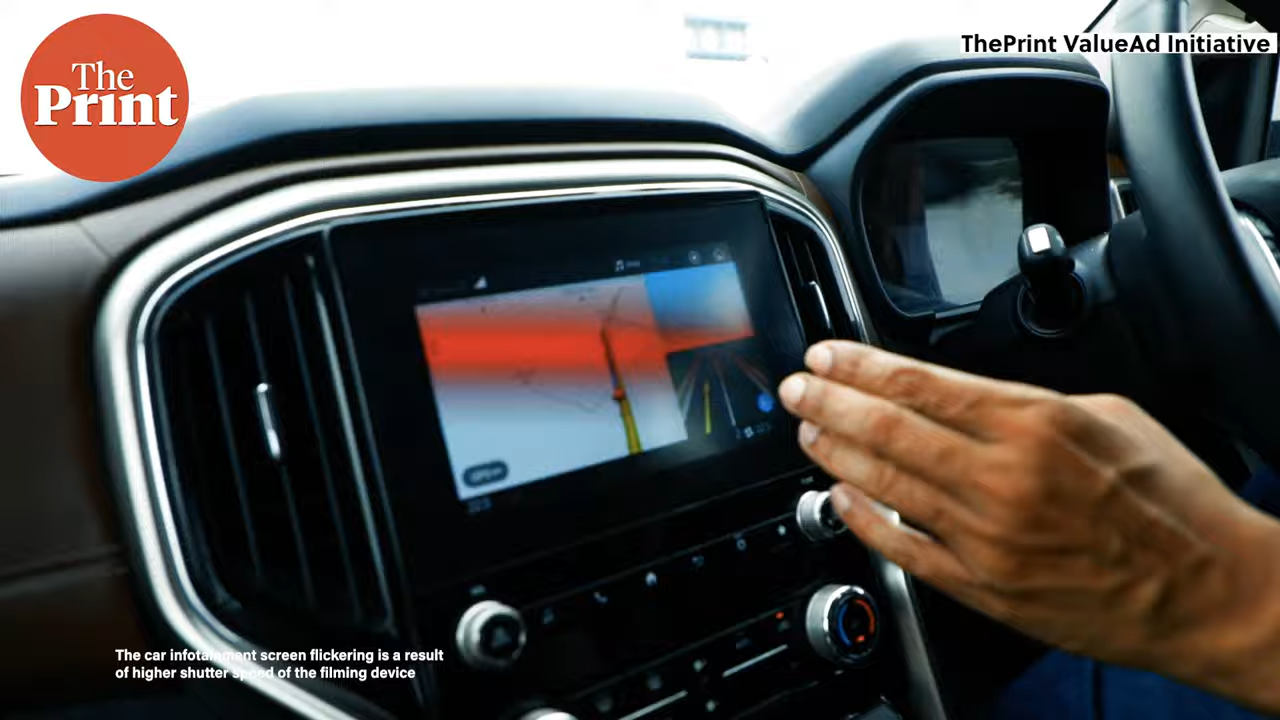 The
Print
ThePrint ValueAd Initiative
The car infotainment screen flickering is a result
of higher shutter speed of the filming device